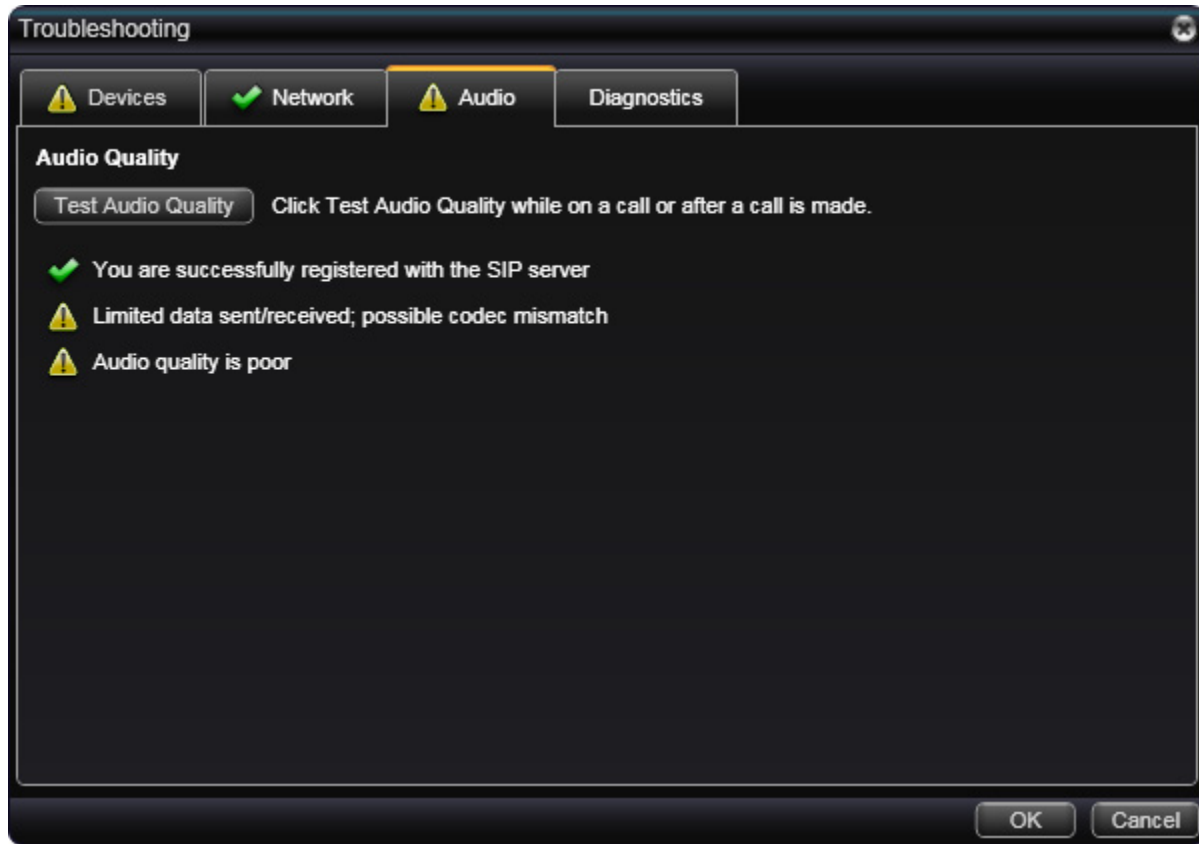 Troubleshooting
Devices
Network
Audio
Diagnostics
Audio Quality
Test Audio Quality
Click Test Audio Quality while on a call or after a call is made.
You are successfully registered with the SIP server
Limited data sent/received; possible codec mismatch
Audio quality is poor
OK
Cancel